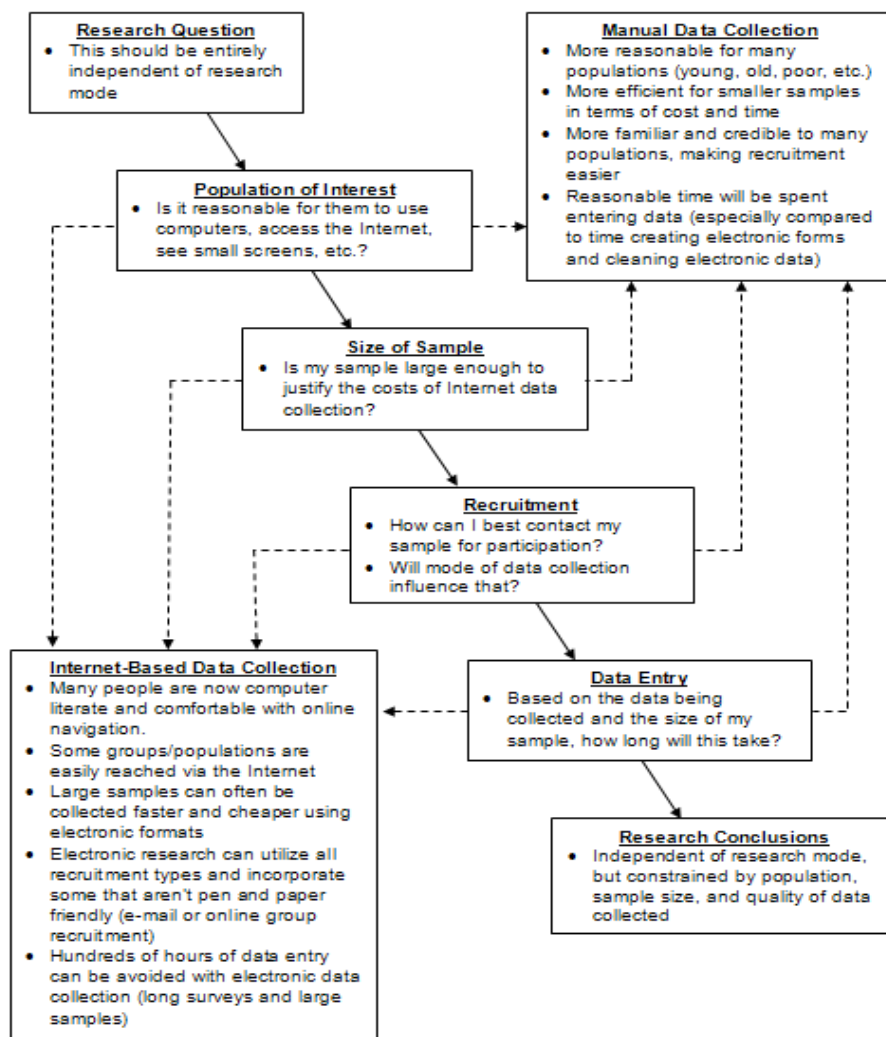 Research Question
• This should be entirely
independent of research
mode
Manual Data Collection
• More reasonable for many
populations (young, old, poor, etc.)
• More efficient for smaller samples
in terms of cost and time
• More familiar and credible to many
populations, making recruitment
easier
• Reasonable time will be spent
entering data (especially compared
to time creating electronic forms
and cleaning electronic data)
Population of Interest
• Is it reasonable for them to use
computers, access the Internet,
see small screens, etc.?
Size of Sample
• Is my sample large enough to
justify the costs of Internet data
collection?
Recruitment
• How can I best contact my
sample for participation?
• Will mode of data collection
influence that?
Internet-Based Data Collection
• Many people are now computer
literate and comfortable with online
navigation.
• Some groups/populations are
easily reached via the Internet
• Large samples can often be
collected faster and cheaper using
electronic formats
• Electronic research can utilize all
recruitment types and incorporate
some that aren't pen and paper
friendly (e-mail or online group
recruitment)
• Hundreds of hours of data entry
can be avoided with electronic data
collection (long surveys and large
samples)
Data Entry
• Based on the data being
collected and the size of my
sample, how long will this take?
Research Conclusions
• Independent of research mode,
but constrained by population,
sample size, and quality of data
collected